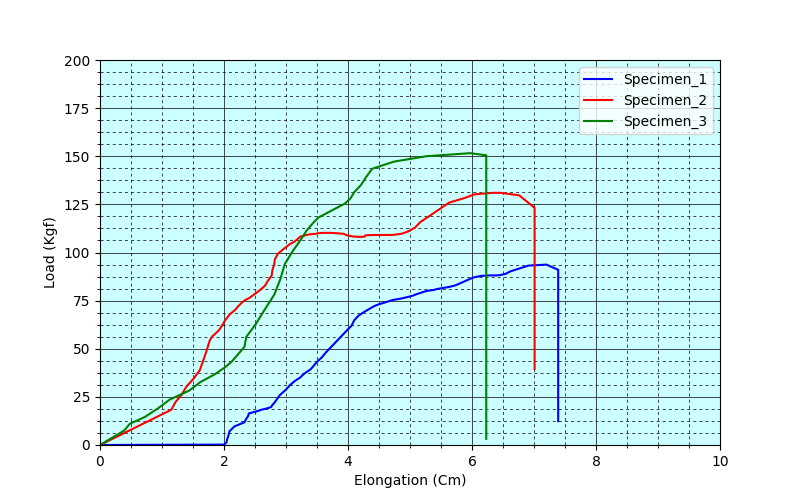 200
175
150
125
100
75
50
25
0
Load (Kgf)
Specimen_1
Specimen_2
Specimen_3
0 2 4 6 8 10
Elongation (Cm)